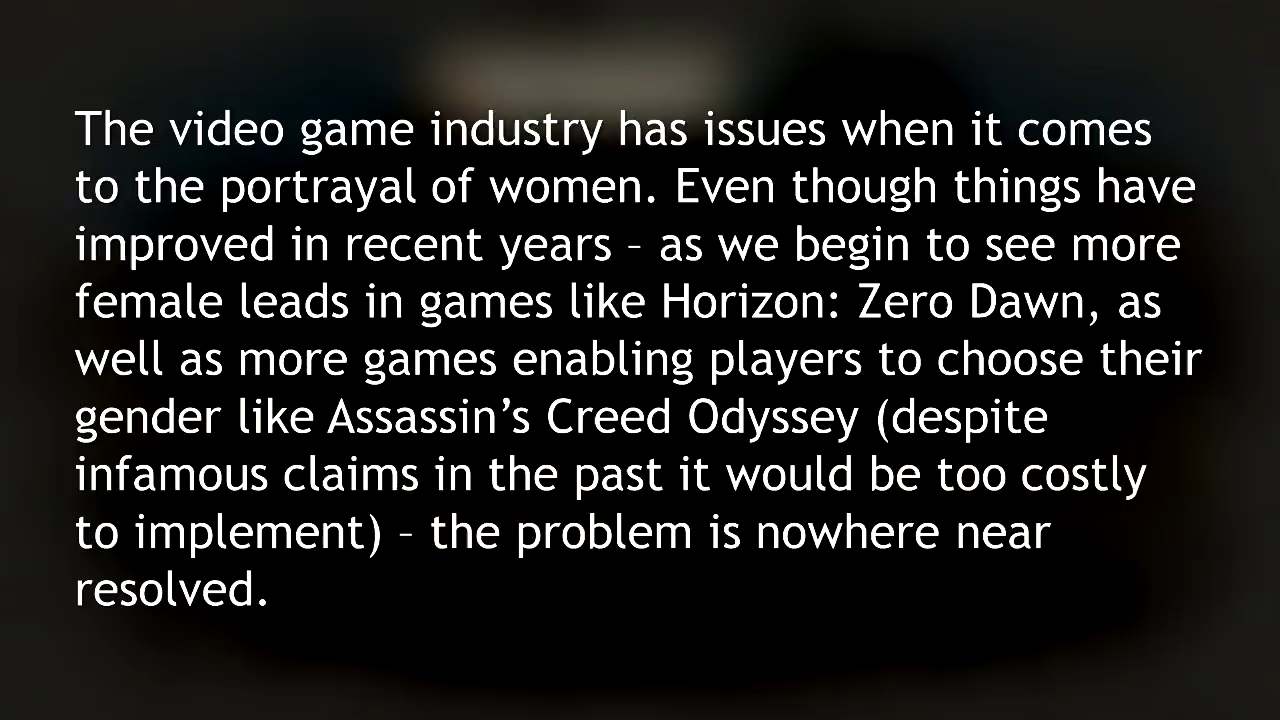 The video game industry has issues when it comes
to the portrayal of women. Even though things have
improved in recent years – as we begin to see more
female leads in games like Horizon: Zero Dawn, as
well as more games enabling players to choose their
gender like Assassin’s Creed Odyssey (despite
infamous claims in the past it would be too costly
to implement) – the problem is nowhere near
resolved.